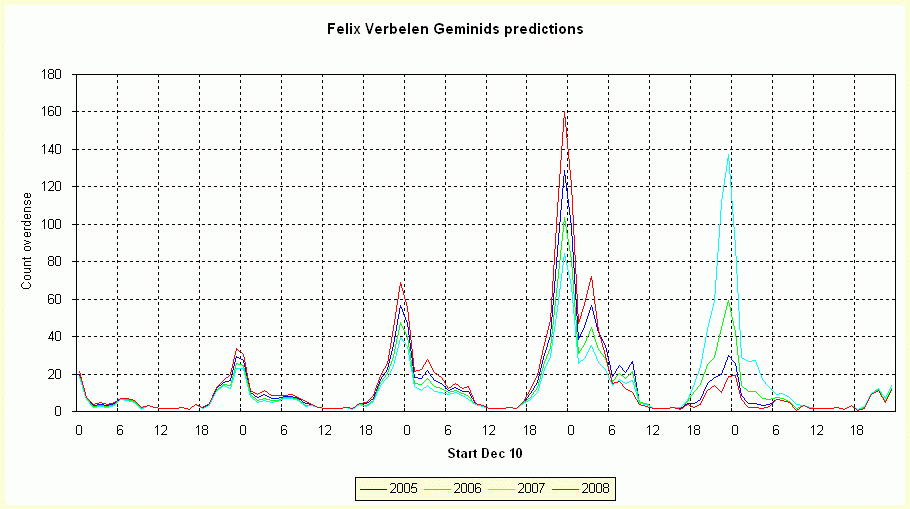 Felix Verbelen Geminids predictions
180
160
140
120
100
80
60
40
20
0
Count overdense
0 6 12 18 0 6 12 18 0 6 12 18 0 6 12 18 0 6 12 18
Start Dec 10
2005 2006 2007 2008